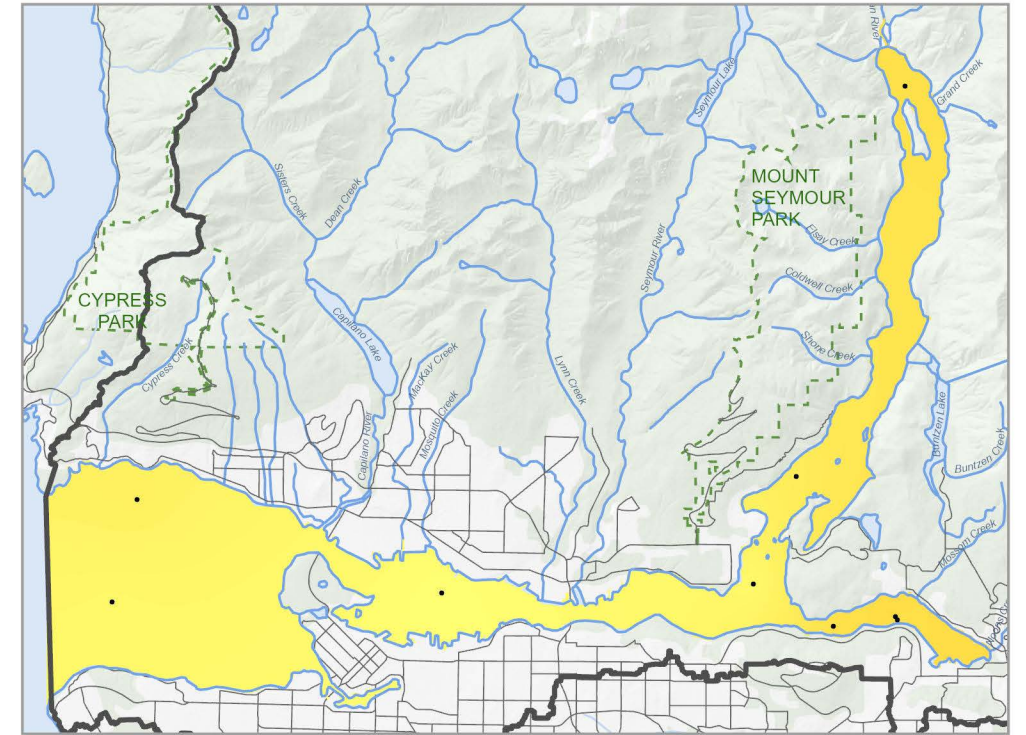 n River
Grand Creek
Seymour Lake
MOUNT
SEYMOUR
PARK
Sisters Creek
Dean Creek
Elsay Creek
Seymour River
Coldwell Creek
CYPRESS
PARK
Capilano Lake
Shone Creek
Cypress Creek
MacKay Creek
Lynn Creek
Mosquito Creek
Buntzen Lake
Capilano River
Buntzen Creek
Mossom Creek